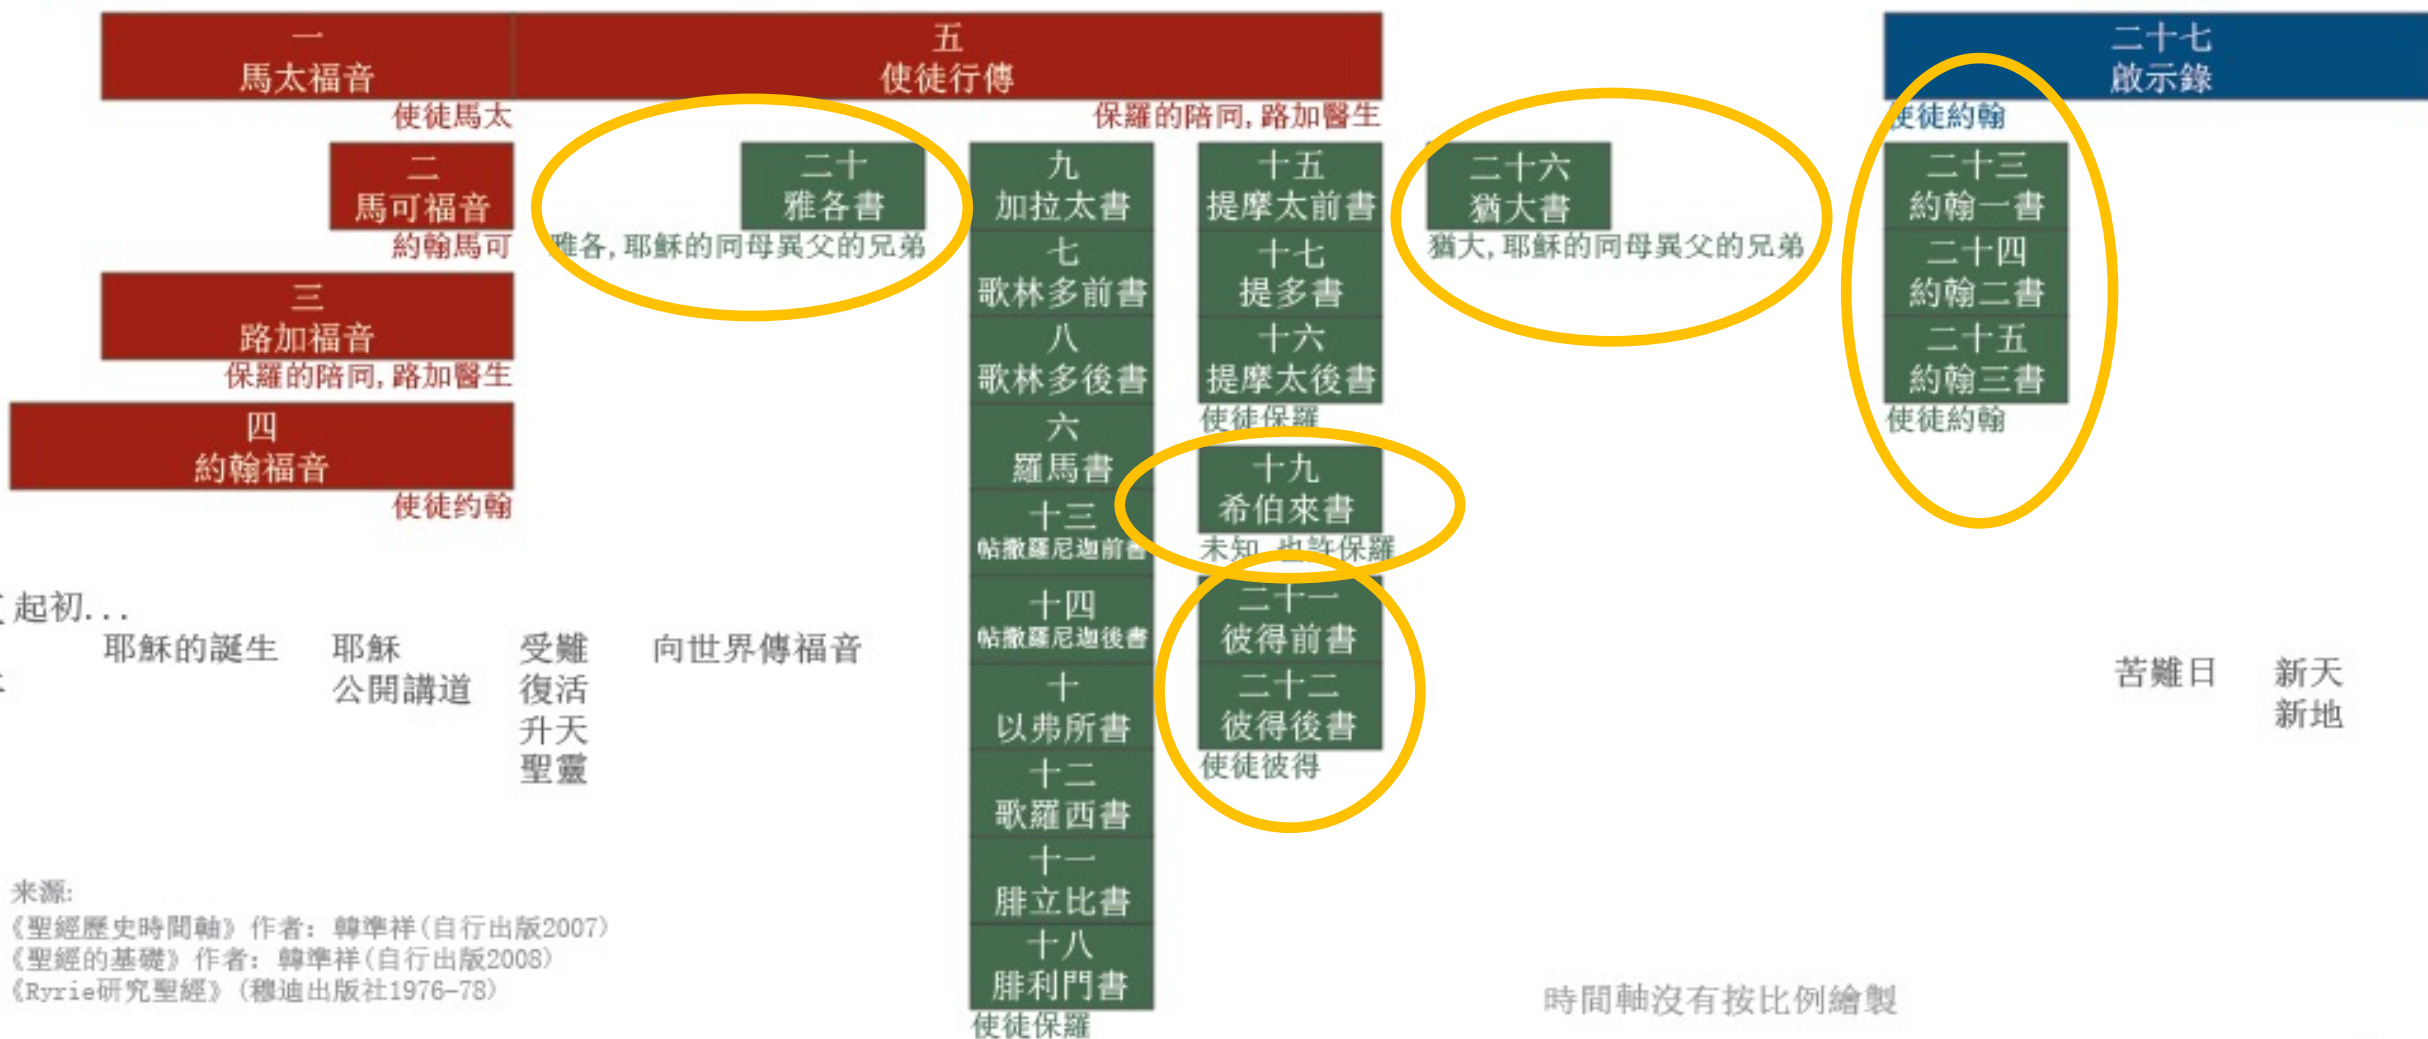 一
馬太福音
使徒馬太
二
馬可福音
約翰馬可
三
路加福音
保羅的陪同,路加醫生
四
約翰福音
使徒约翰
五
使徒行傳
保羅的陪同,路加醫生
二十
雅各書
雅各,耶穌的同母異父的兄弟
九
加拉太書
七
歌林多前書
八
歌林多後書
六
羅馬書
十三
帖撒羅尼迦前書
十四
帖撒羅尼迦後書
十
以弗所書
十二
歌羅西書
十一
腓立比書
十八
腓利門書
使徒保羅
十五
提摩太前書
十七
提多書
十六
提摩太後書
使徒保羅
十九
希伯來書
未知,也許保羅
二十一
彼得前書
二十二
彼得後書
使徒彼得
二十六
猶大書
猶大,耶穌的同母異父的兄弟
二十七
啟示錄
使徒約翰
二十三
約翰一書
二十四
約翰二書
二十五
約翰三書
使徒約翰
起初...
耶穌的誕生
耶穌
公開講道
受難
復活
升天
聖靈
向世界傳福音
苦難日
新天
新地
来源:
《聖經歷史時間軸》作者: 韓準祥(自行出版2007)
《聖經的基礎》作者: 韓準祥(自行出版2008)
《Ryrie研究聖經》(穆迪出版社1976-78)
時間軸沒有按比例繪製